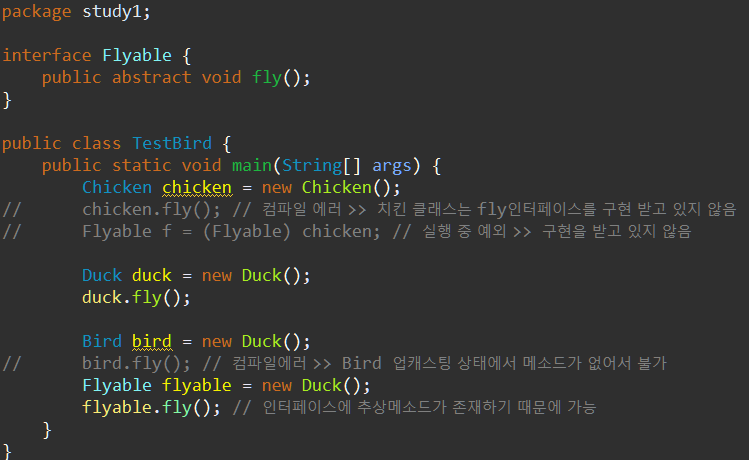 package study1;
interface Flyable {
public abstract void fly();
}
public class TestBird {
public static void main(String[] args) {
Chicken chicken = new Chicken();
// chicken.fly(); // 컴파일 에러 >> 치킨 클래스는 fly인터페이스를 구현 받고 있지 않음
// Flyable f = (Flyable) chicken; // 실행 중 예외 >> 구현을 받고 있지 않음
Duck duck = new Duck();
duck.fly();
Bird bird = new Duck();
// bird.fly(); // 컴파일에러 >> Bird 업캐스팅 상태에서 메소드가 없어서 불가
Flyable flyable = new Duck();
flyable.fly(); // 인터페이스에 추상메소드가 존재하기 때문에 가능
}
}